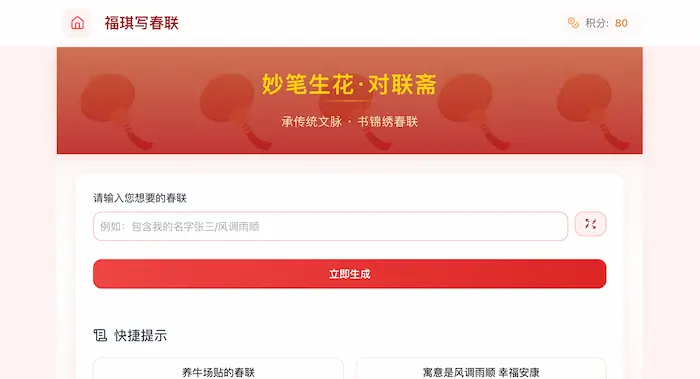 福琪写春联
积分: 80
妙笔生花·对联斋
承传统文脉 · 书锦绣春联
请输入您想要的春联
例如：包含我的名字张三/风调雨顺
立即生成
快捷提示
养牛场贴的春联
寓意是风调雨顺 幸福安康